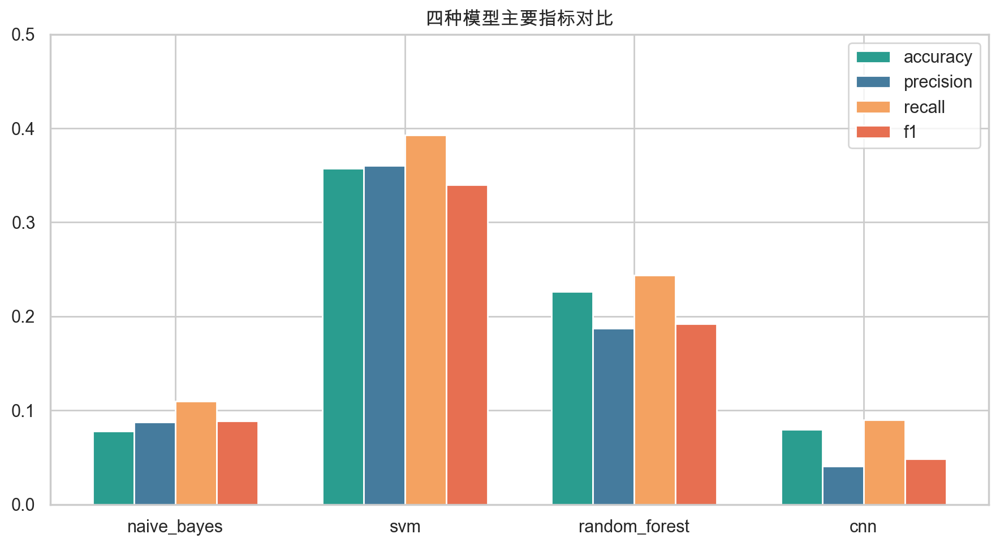 四种模型主要指标对比
0.5
0.4
0.3
0.2
0.1
0.0
accuracy
precision
recall
f1
naive_bayes
svm
random_forest
cnn